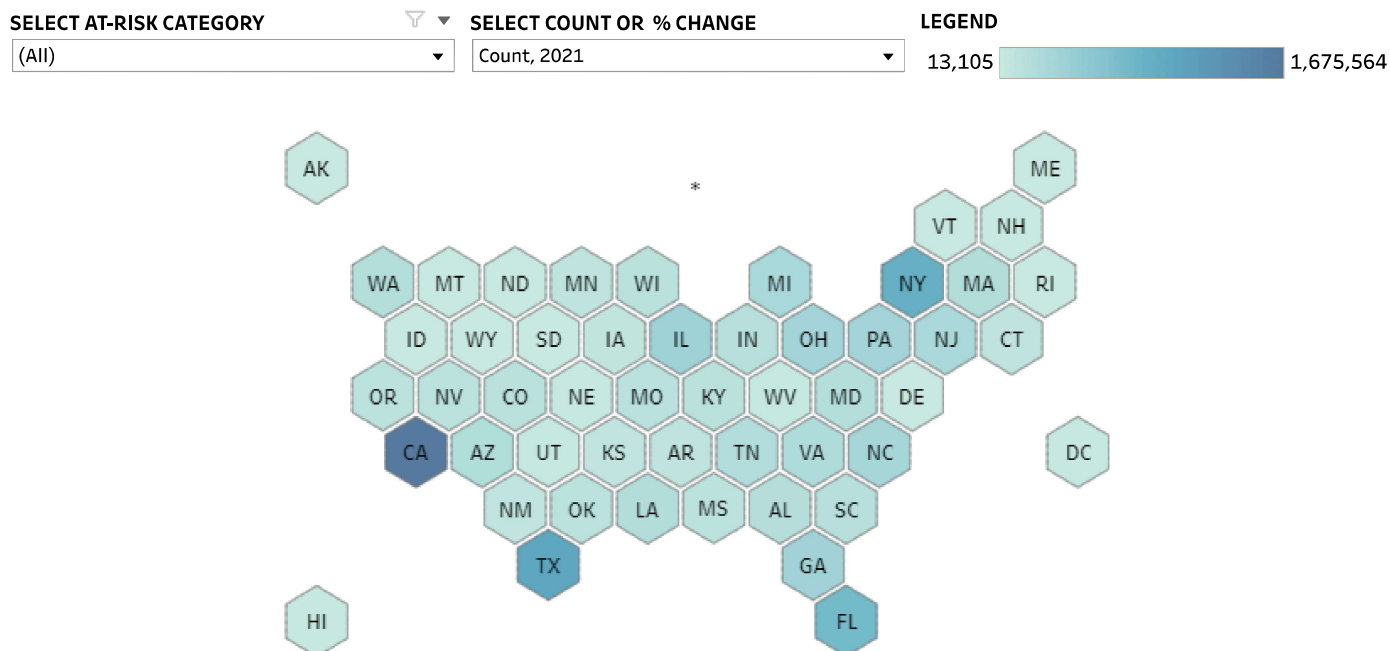 SELECT AT-RISK CATEGORY SELECT COUNT OR % CHANGE LEGEND
(All) Count, 2021 13,105 1,675,564
AK ME
*
VT NH
WA MT ND MN WI MI NY MA RI
ID WY SD IA IL IN OH PA NJ CT
OR NV CO NE MO KY WV MD DE
CA AZ UT KS AR TN VA NC DC
NM OK LA MS AL SC
TX GA
HI FL